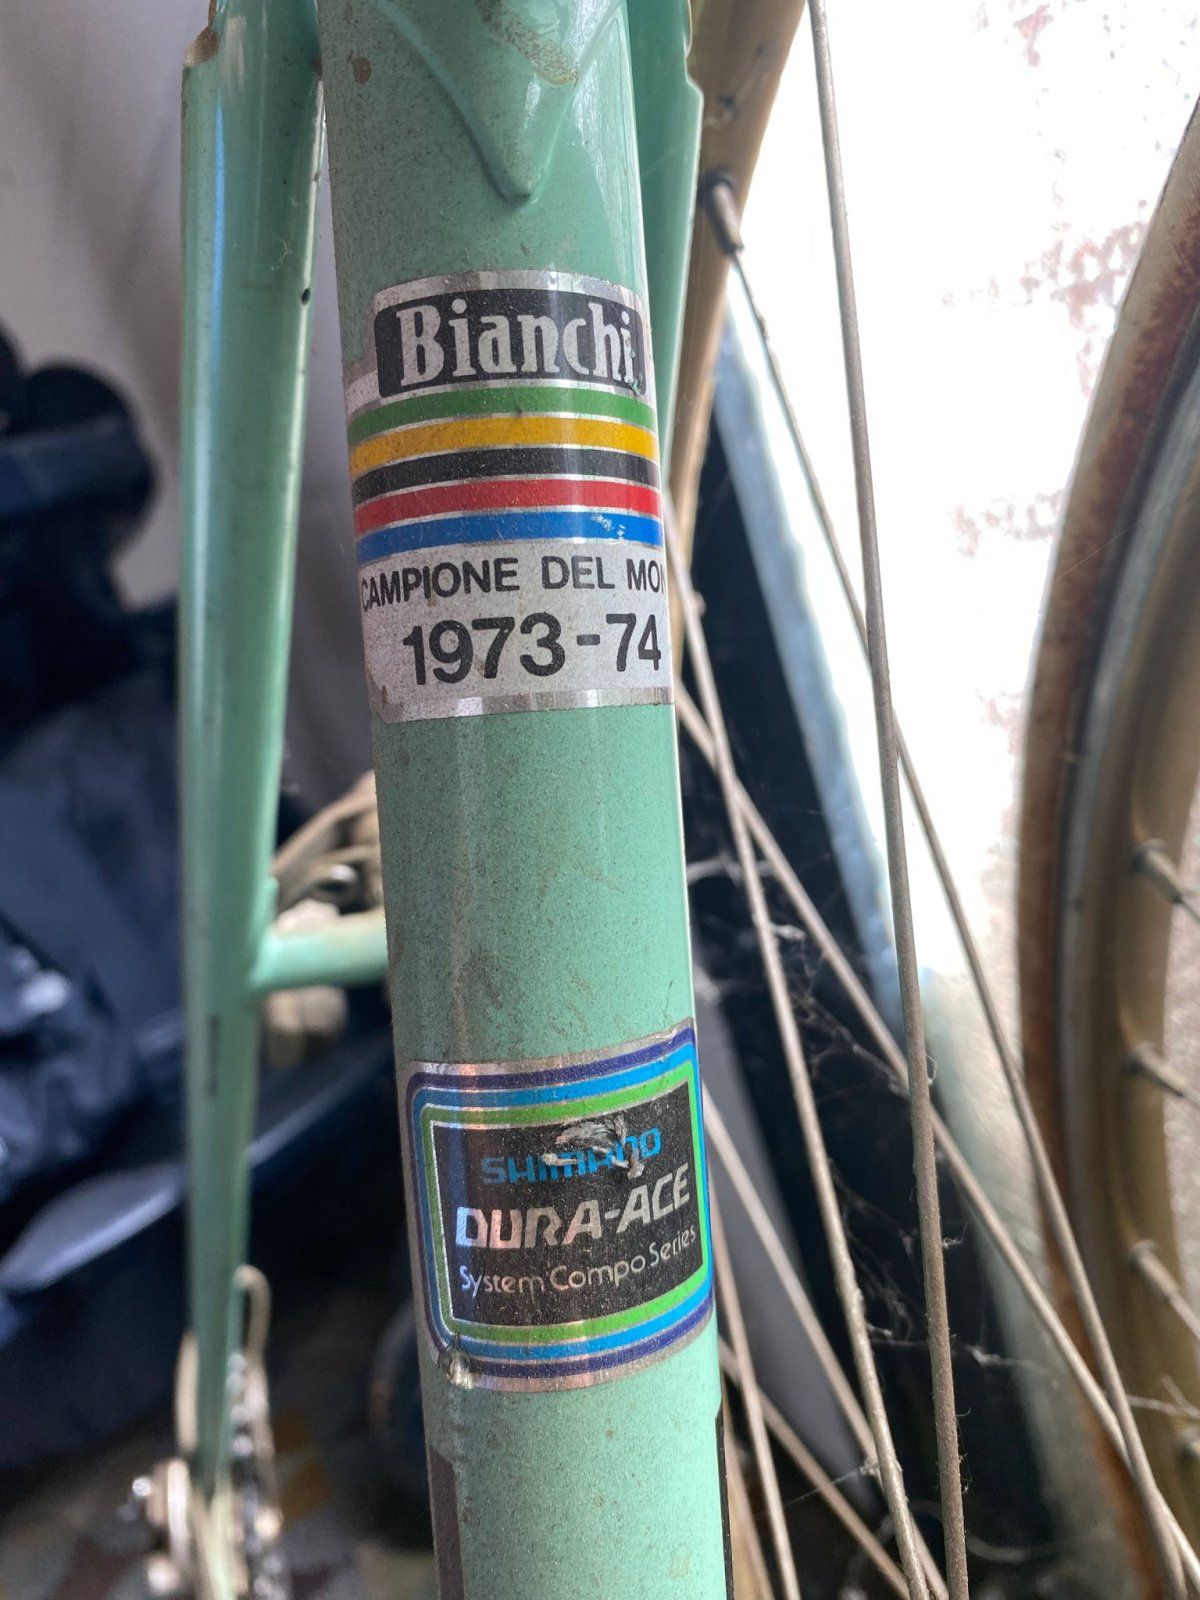 Bianchi
CAMPIONE DEL MON
1973-74
SHIMANO
DURA-ACE
System Compo Series